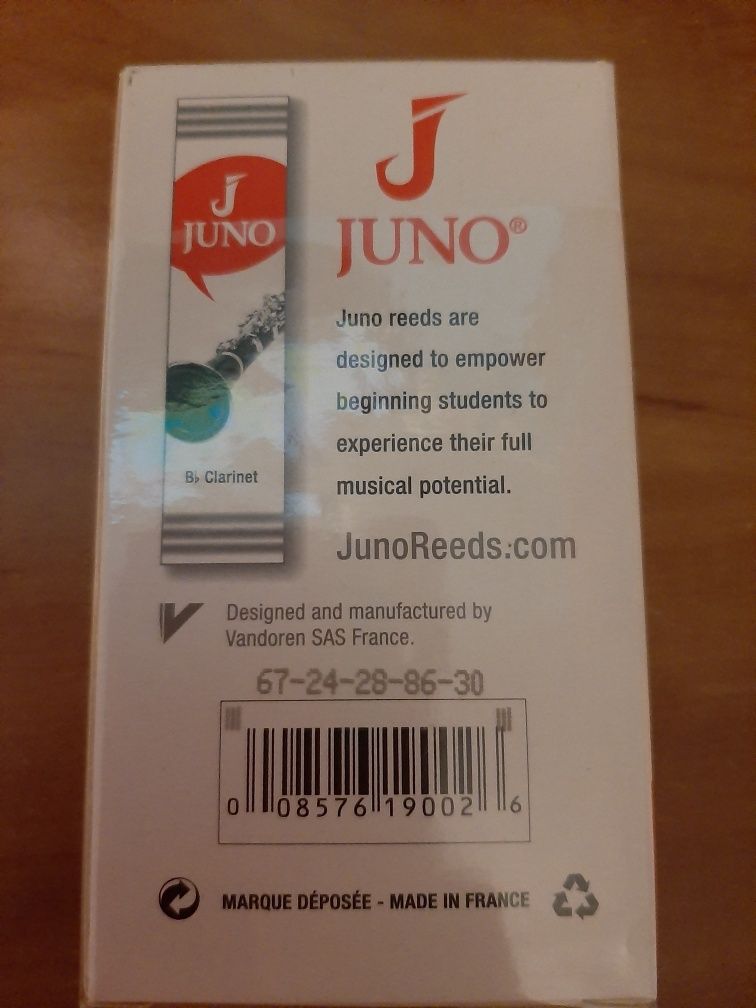 J
JUNO
B♭ Clarinet
J
JUNO®
Juno reeds are
designed to empower
beginning students to
experience their full
musical potential.
JunoReeds.com
V
Designed and manufactured by
Vandoren SAS France.
67-24-28-86-30
0 08576 19002 6
MARQUE DÉPOSÉE - MADE IN FRANCE